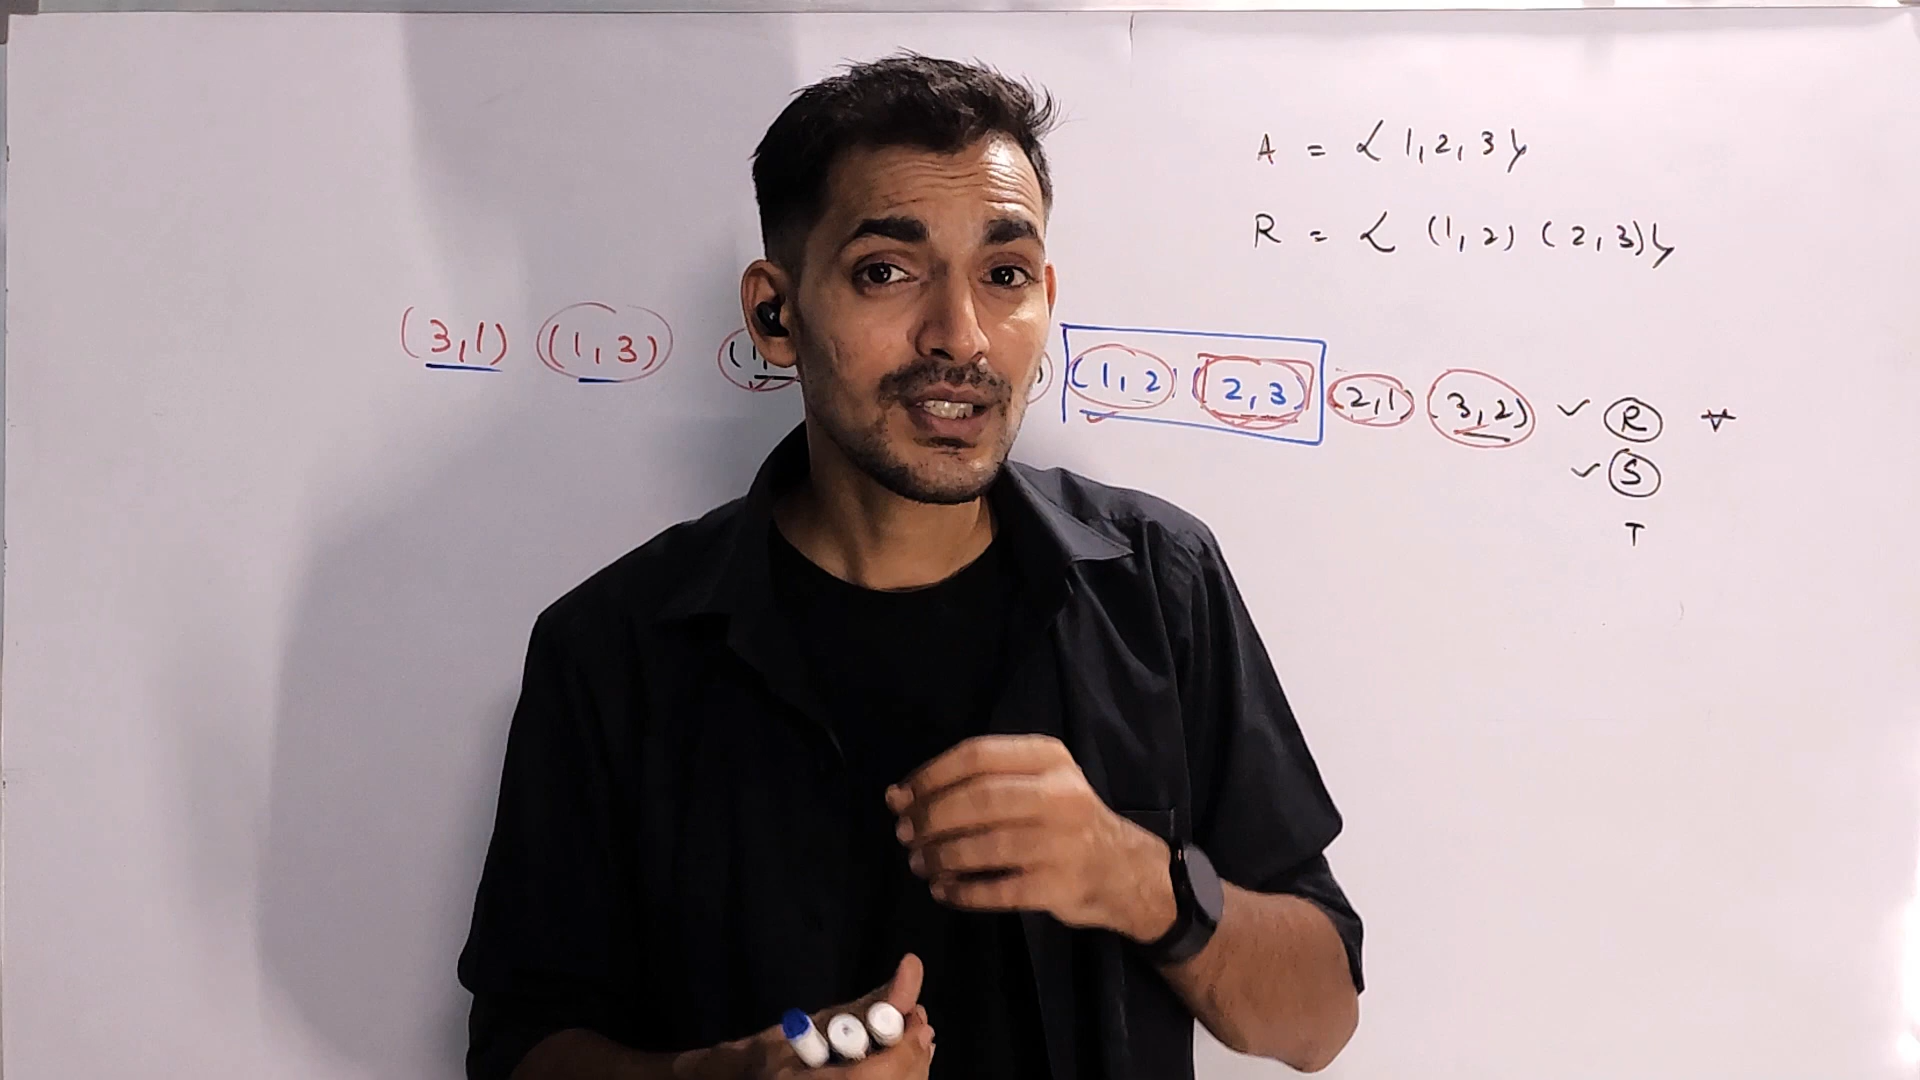 A = { 1, 2, 3 }
R = { (1, 2) (2, 3) }
(3,1) (1,3) (1, ) (1,2) (2,3) (2,1) (3,2) ✓ R
✓ S
T